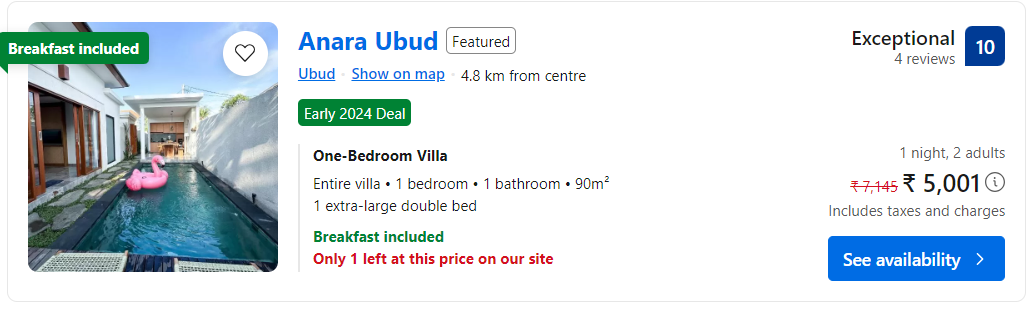 Breakfast included
Anara Ubud Featured
Ubud · Show on map · 4.8 km from centre
Early 2024 Deal
Exceptional 10
4 reviews
One-Bedroom Villa
Entire villa • 1 bedroom • 1 bathroom • 90m²
1 extra-large double bed
Breakfast included
Only 1 left at this price on our site
1 night, 2 adults
₹ 7,145 ₹ 5,001
Includes taxes and charges
See availability